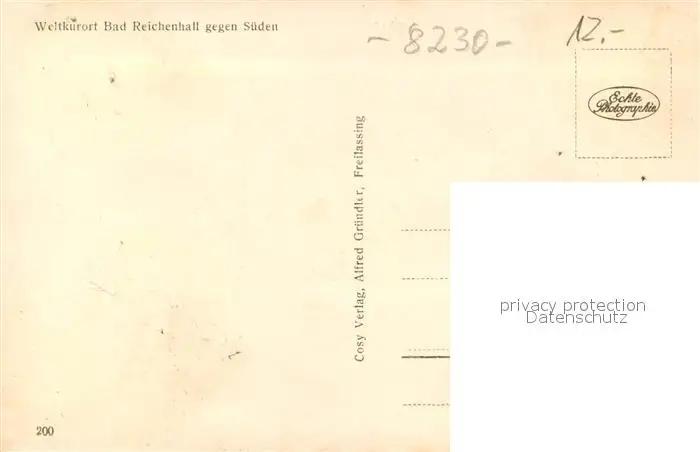 Weltkurort Bad Reichenhall gegen Süden
- 8230 -
12.-
Echte
Photographie
Cosy Verlag, Alfred Gründler, Freilassing
privacy protection
Datenschutz
200